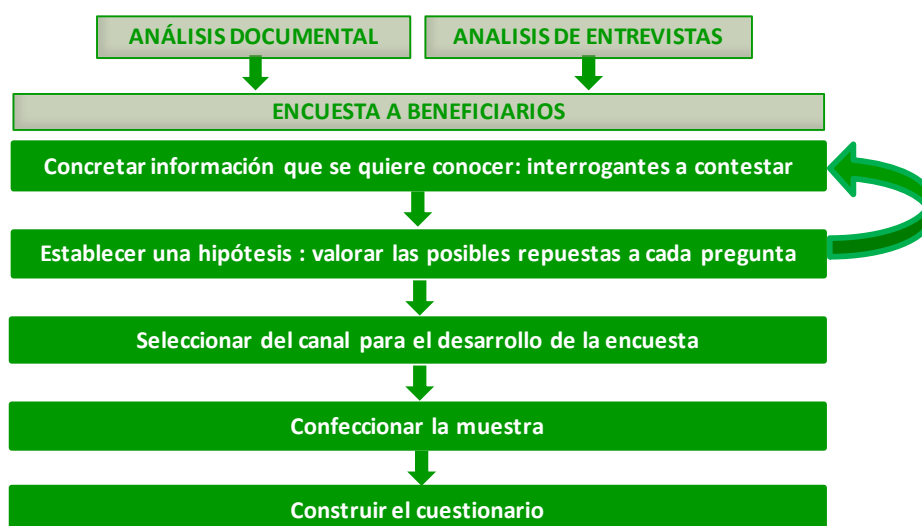 ANÁLISIS DOCUMENTAL
ANALISIS DE ENTREVISTAS
ENCUESTA A BENEFICIARIOS
Concretar información que se quiere conocer: interrogantes a contestar
Establecer una hipótesis : valorar las posibles repuestas a cada pregunta
Seleccionar del canal para el desarrollo de la encuesta
Confeccionar la muestra
Construir el cuestionario